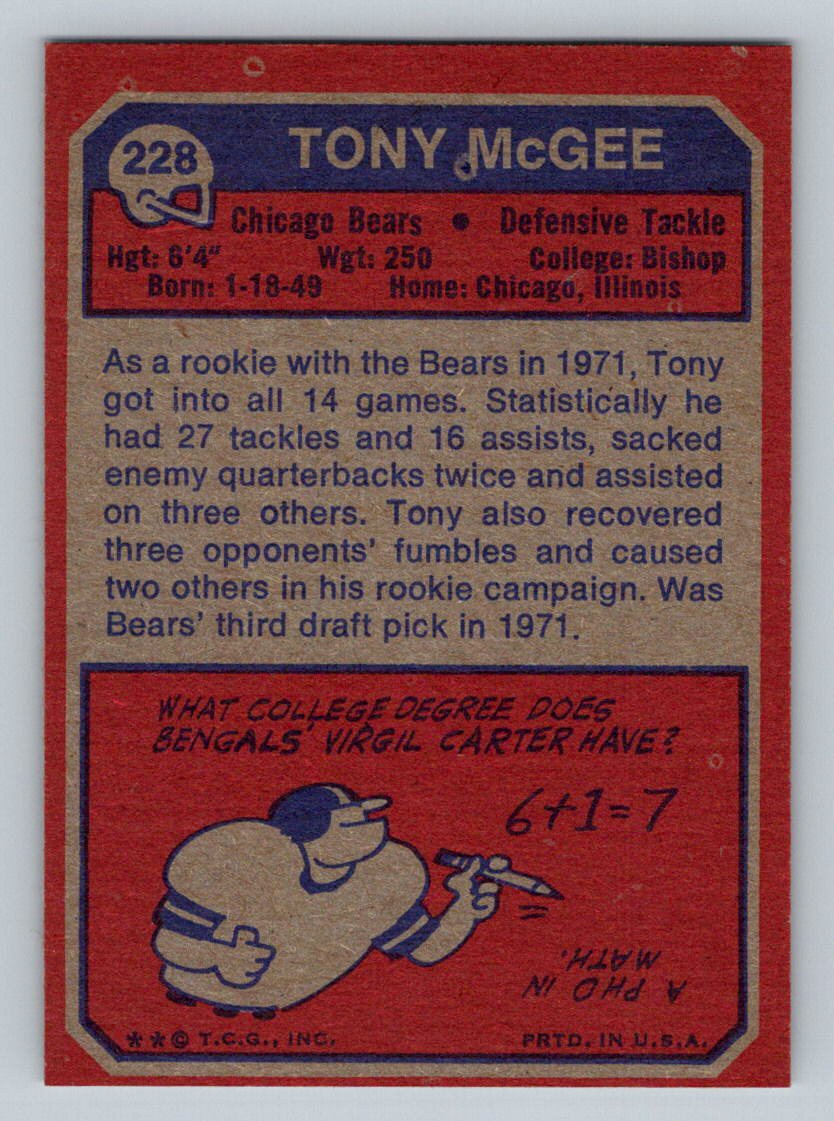 228
TONY McGEE
Chicago Bears • Defensive Tackle
Hgt: 6'4" Wgt: 250 College: Bishop
Born: 1-18-49 Home: Chicago, Illinois
As a rookie with the Bears in 1971, Tony
got into all 14 games. Statistically he
had 27 tackles and 16 assists, sacked
enemy quarterbacks twice and assisted
on three others. Tony also recovered
three opponents' fumbles and caused
two others in his rookie campaign. Was
Bears' third draft pick in 1971.
WHAT COLLEGE DEGREE DOES
BENGALS' VIRGIL CARTER HAVE?
6+1=7
A PHD IN
MATH.
**© T.C.G., INC. PRTD. IN U.S.A.